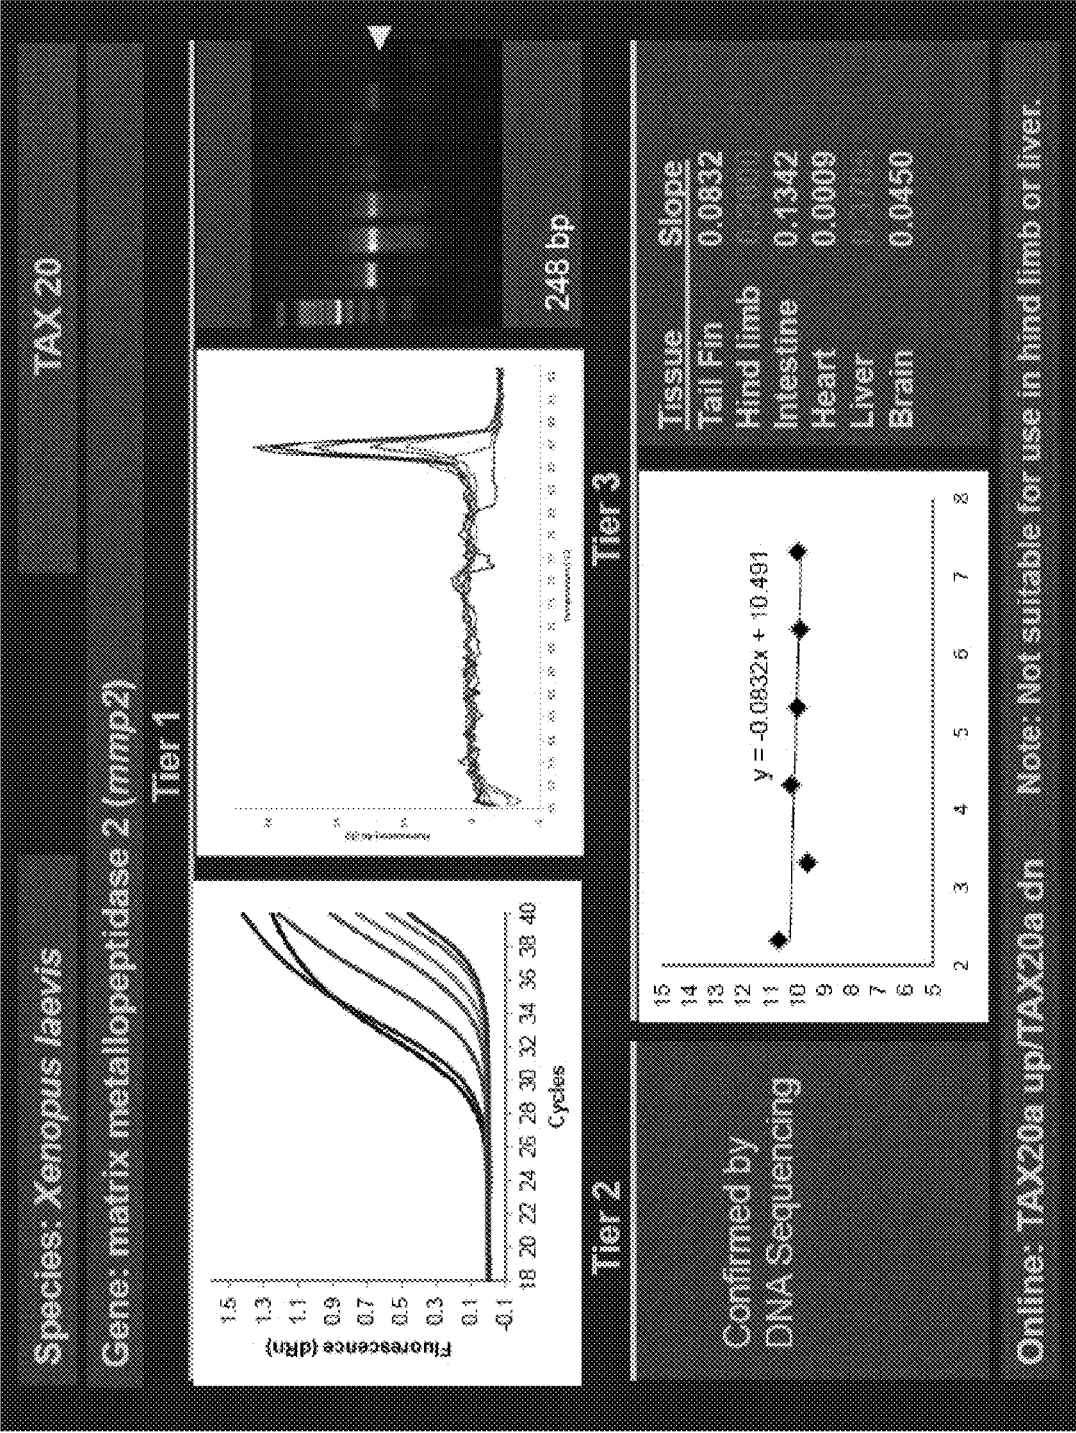 Species: Xenopus laevis
TAX 20
Gene: matrix metallopeptidase 2 (mmp2)
Tier 1
Fluorescence (dRn)
1.5
1.3
1.1
0.9
0.7
0.5
0.3
0.1
-0.1
18 20 22 24 26 28 30 32 34 36 38 40
Cycles
248 bp
Tier 2
Confirmed by
DNA Sequencing
Tier 3
15
14
13
12
11
10
9
8
7
6
5
2 3 4 5 6 7 8
y = -0.0832x + 10.491
Tissue Slope
Tail Fin 0.0832
Hind limb
Intestine 0.1342
Heart 0.0009
Liver
Brain 0.0450
Online: TAX20a up/TAX20a dn Note: Not suitable for use in hind limb or liver.